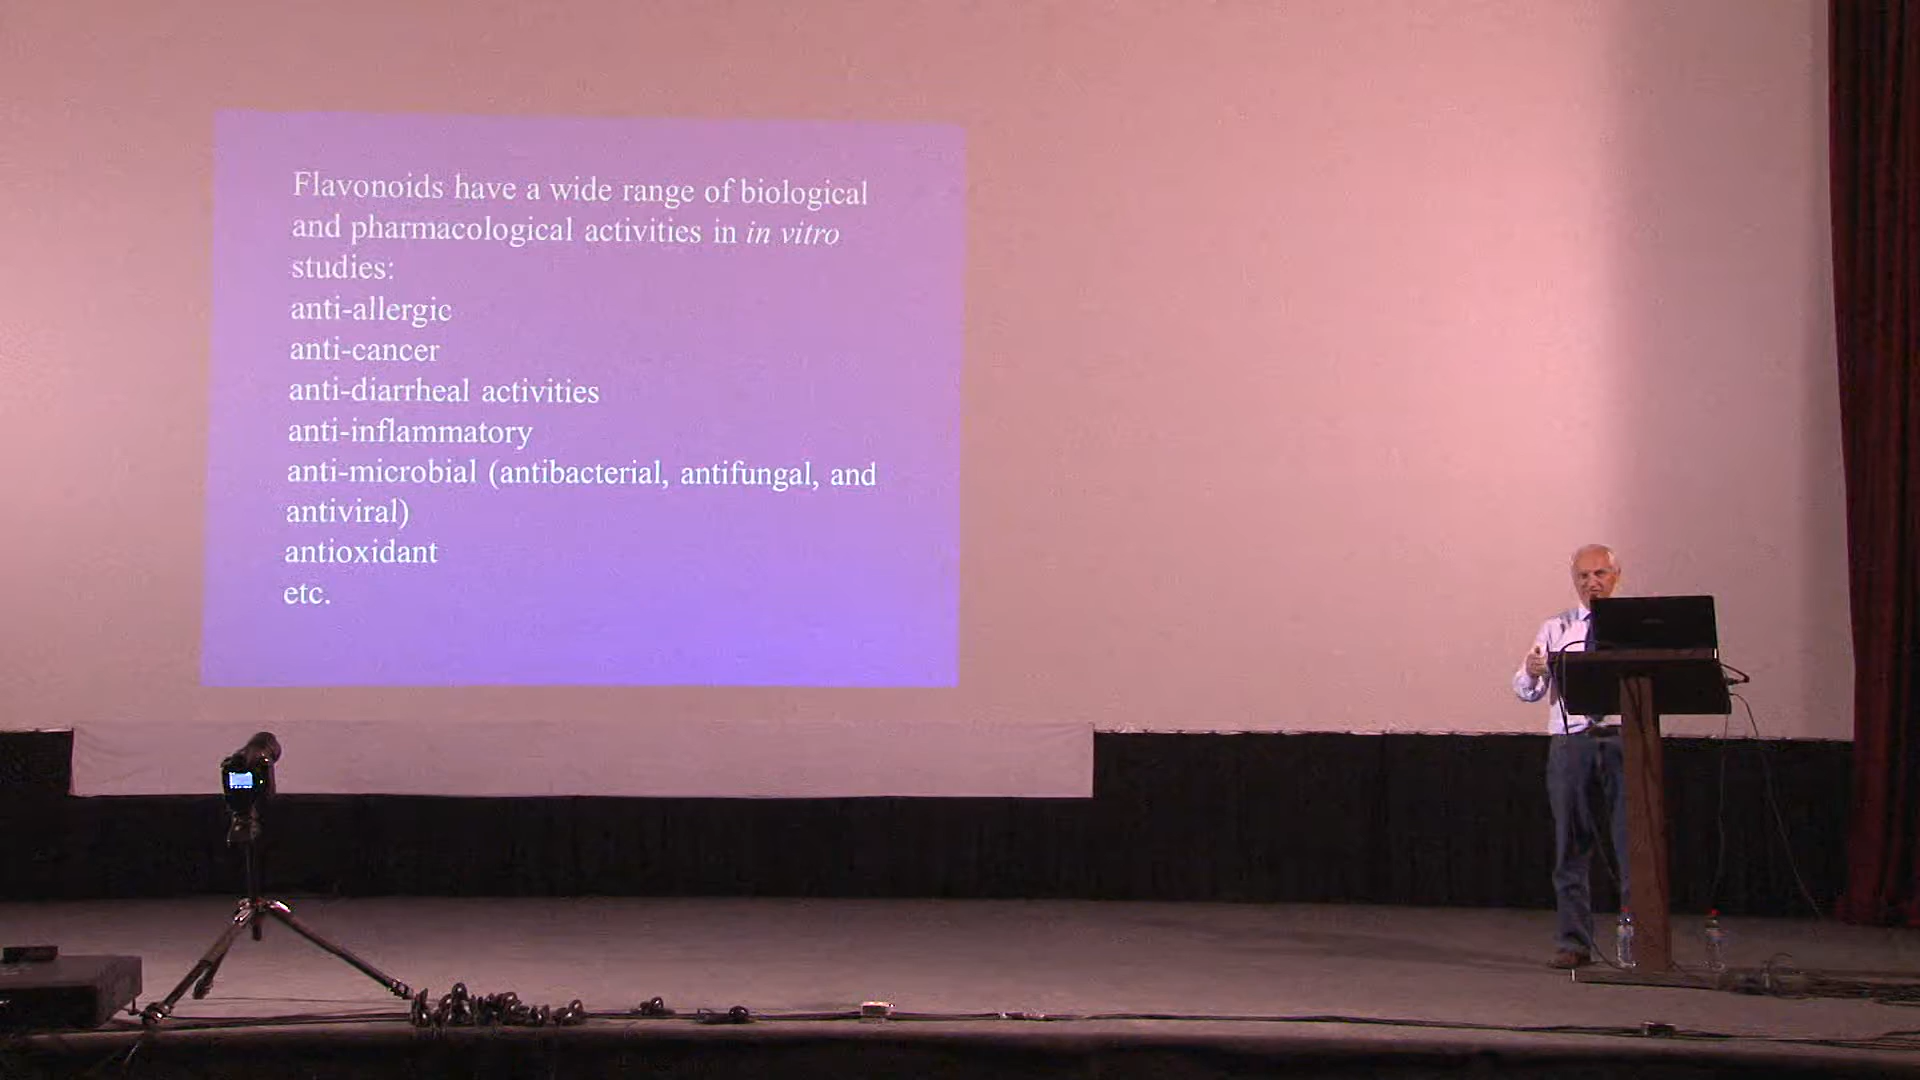 Flavonoids have a wide range of biological
and pharmacological activities in in vitro
studies:
anti-allergic
anti-cancer
anti-diarrheal activities
anti-inflammatory
anti-microbial (antibacterial, antifungal, and
antiviral)
antioxidant
etc.